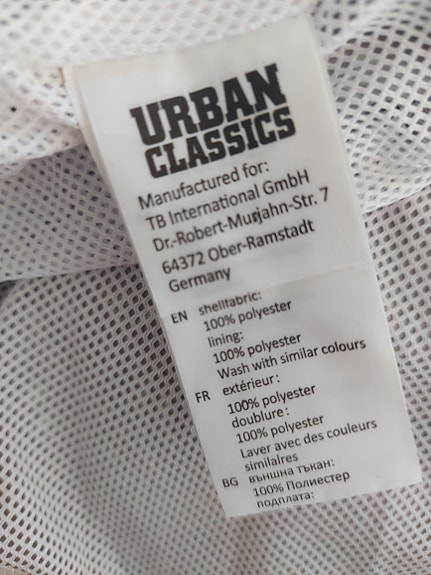 URBAN
CLASSICS
Manufactured for:
TB International GmbH
Dr.-Robert-Murjahn-Str. 7
64372 Ober-Ramstadt
Germany
EN shellfabric:
100% polyester
lining:
100% polyester
Wash with similar colours
FR extérieur:
100% polyester
doublure:
100% polyester
Laver avec des couleurs
similaires
BG външна тъкан:
100% Полиестер
подплата: